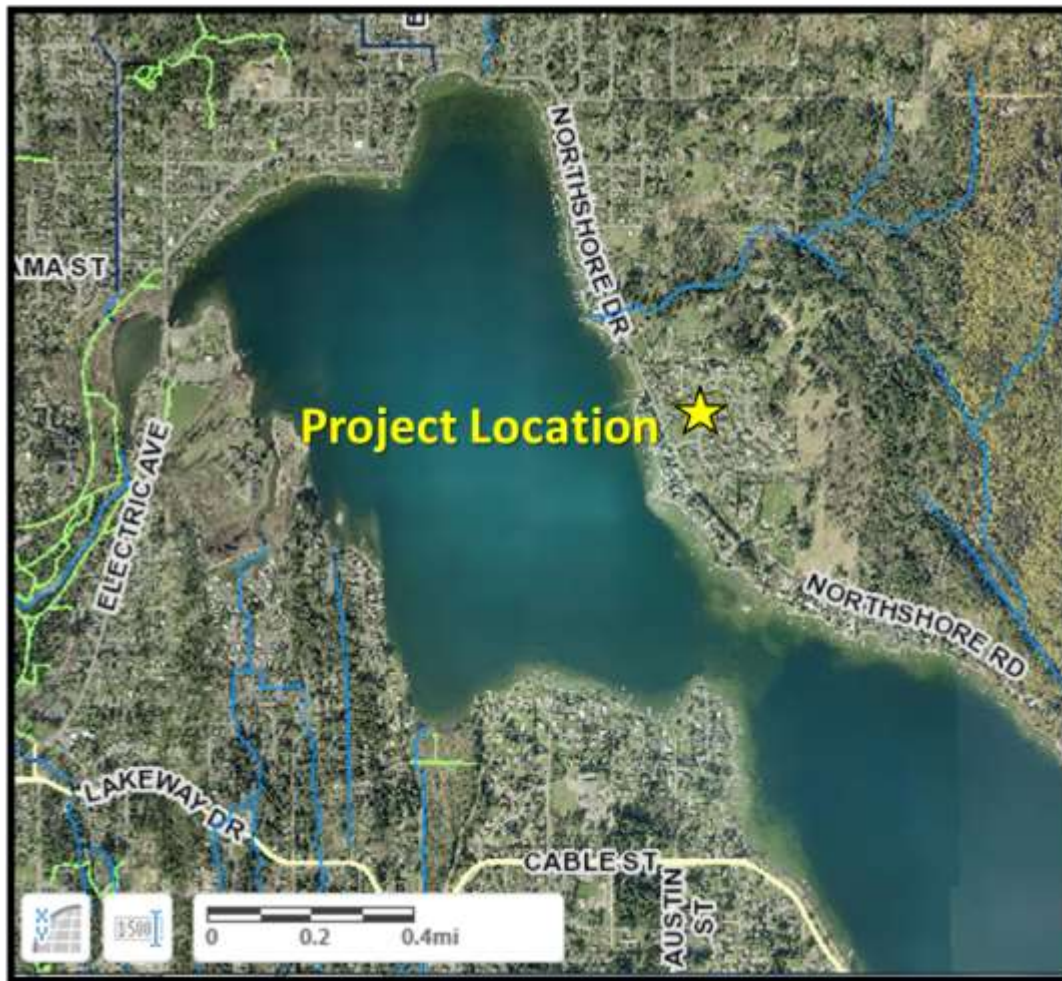 NORTHSHORE DR
AMA ST
Project Location
ELECTRIC AVE
NORTHSHORE RD
LAKEWAY DR
CABLE ST
AUSTIN
ST
X
Y
1500
0 0.2 0.4mi